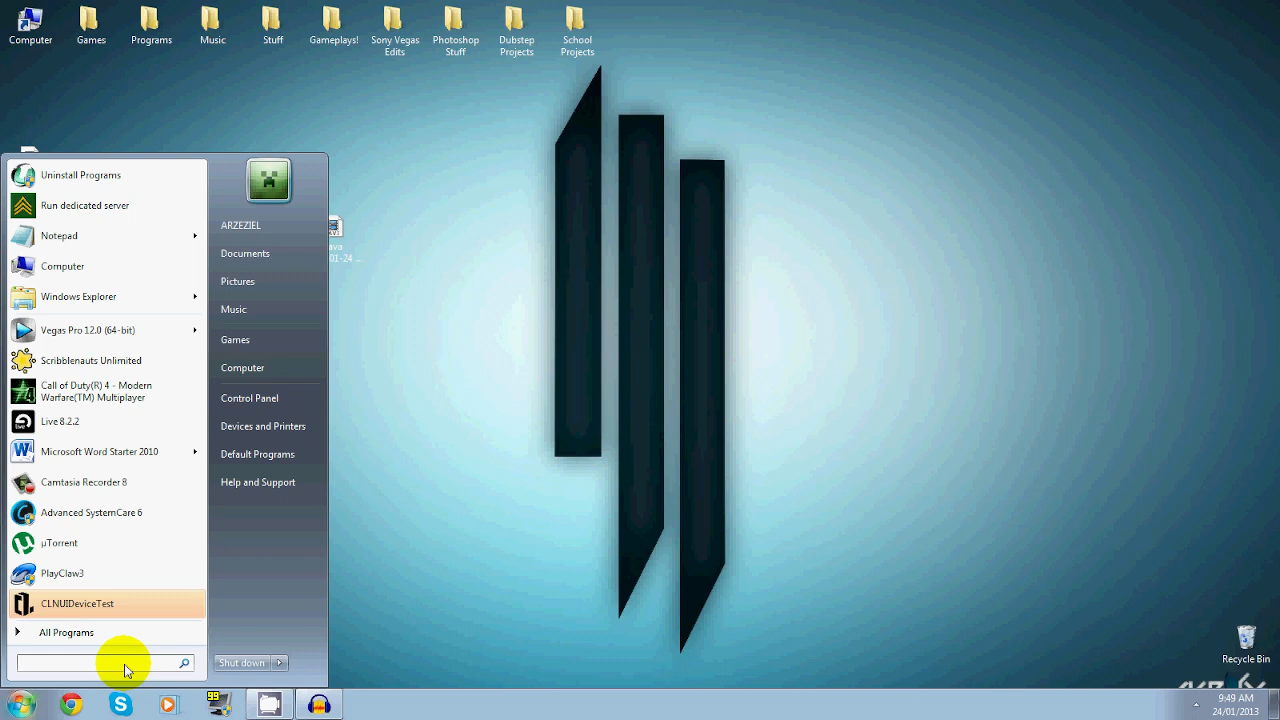 Computer
Games
Programs
Music
Stuff
Gameplays!
Sony Vegas
Edits
Photoshop
Stuff
Dubstep
Projects
School
Projects
Uninstall Programs
Run dedicated server
Notepad
Computer
Windows Explorer
Vegas Pro 12.0 (64-bit)
Scribblenauts Unlimited
Call of Duty(R) 4 - Modern
Warfare(TM) Multiplayer
Live 8.2.2
Microsoft Word Starter 2010
Camtasia Recorder 8
Advanced SystemCare 6
µTorrent
PlayClaw3
CLNUIDeviceTest
All Programs
ARZEZIEL
Documents
Pictures
Music
Games
Computer
Control Panel
Devices and Printers
Default Programs
Help and Support
Shut down
ava
01-24 ...
Recycle Bin
99
9:49 AM
24/01/2013